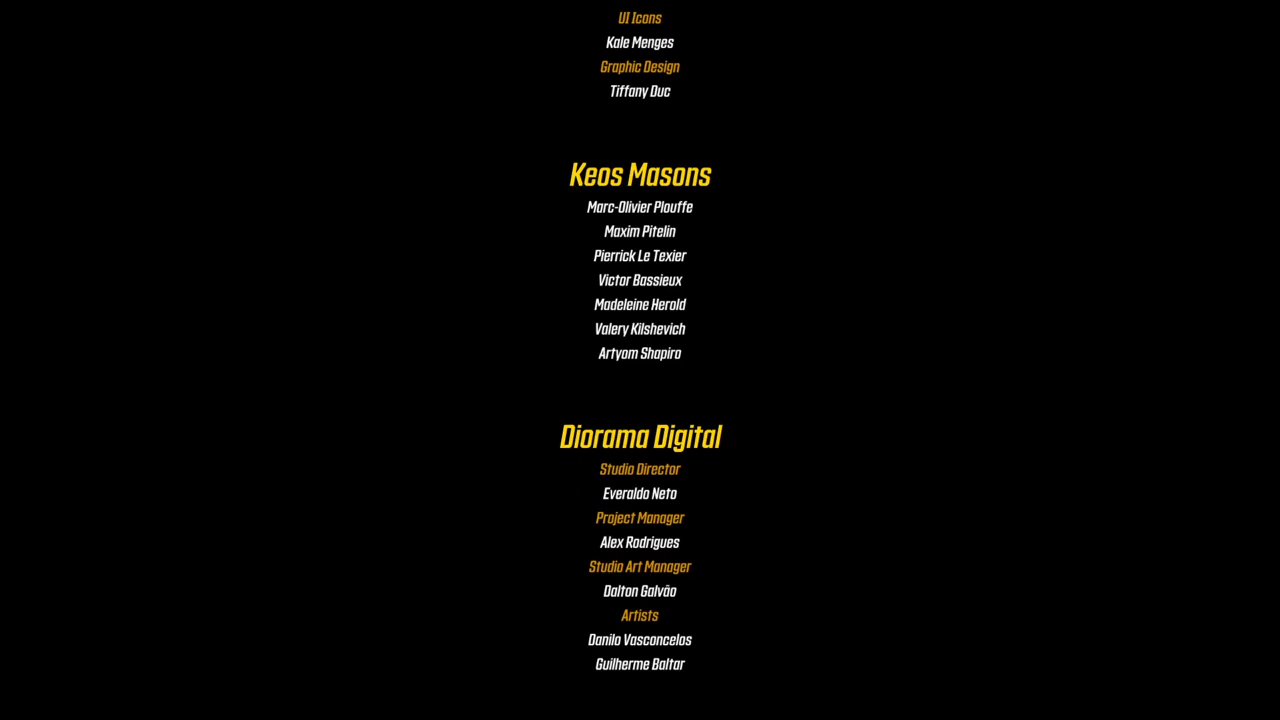 UI Icons
Kale Menges
Graphic Design
Tiffany Duc
Keos Masons
Marc-Olivier Plouffe
Maxim Pitelin
Pierrick Le Texier
Victor Bassieux
Madeleine Herold
Valery Kilshevich
Artyom Shapiro
Diorama Digital
Studio Director
Everaldo Neto
Project Manager
Alex Rodrigues
Studio Art Manager
Dalton Galvão
Artists
Danilo Vasconcelos
Guilherme Baltar